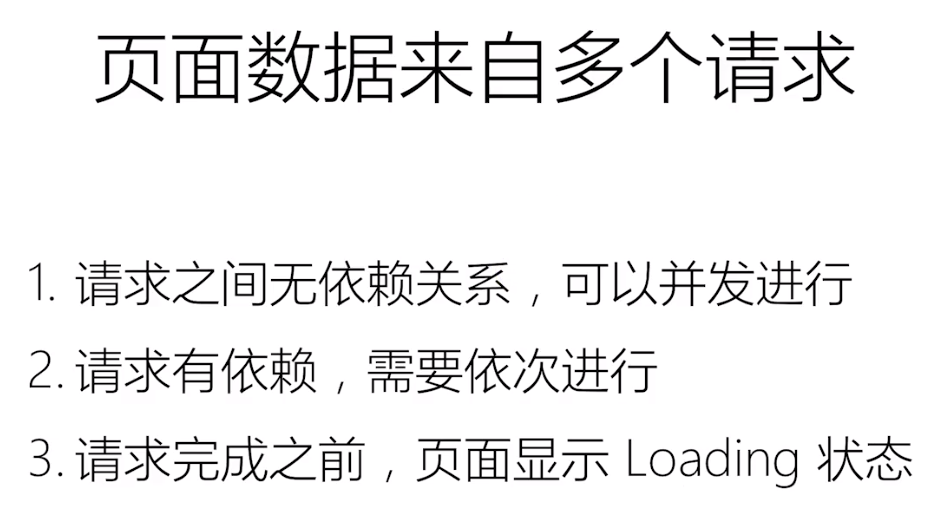 页面数据来自多个请求
1. 请求之间无依赖关系，可以并发进行
2. 请求有依赖，需要依次进行
3. 请求完成之前，页面显示 Loading 状态